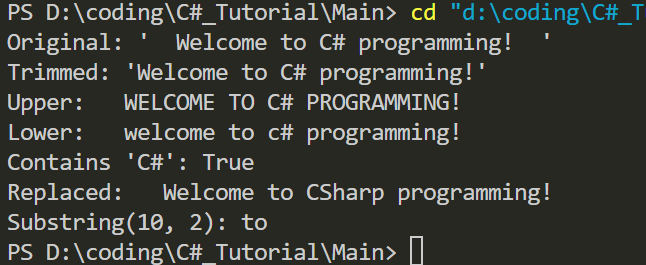 PS D:\coding\C#_Tutorial\Main> cd "d:\coding\C#_T
Original: '  Welcome to C# programming!  '
Trimmed: 'Welcome to C# programming!'
Upper:   WELCOME TO C# PROGRAMMING!
Lower:   welcome to c# programming!
Contains 'C#': True
Replaced:   Welcome to CSharp programming!
Substring(10, 2): to
PS D:\coding\C#_Tutorial\Main>